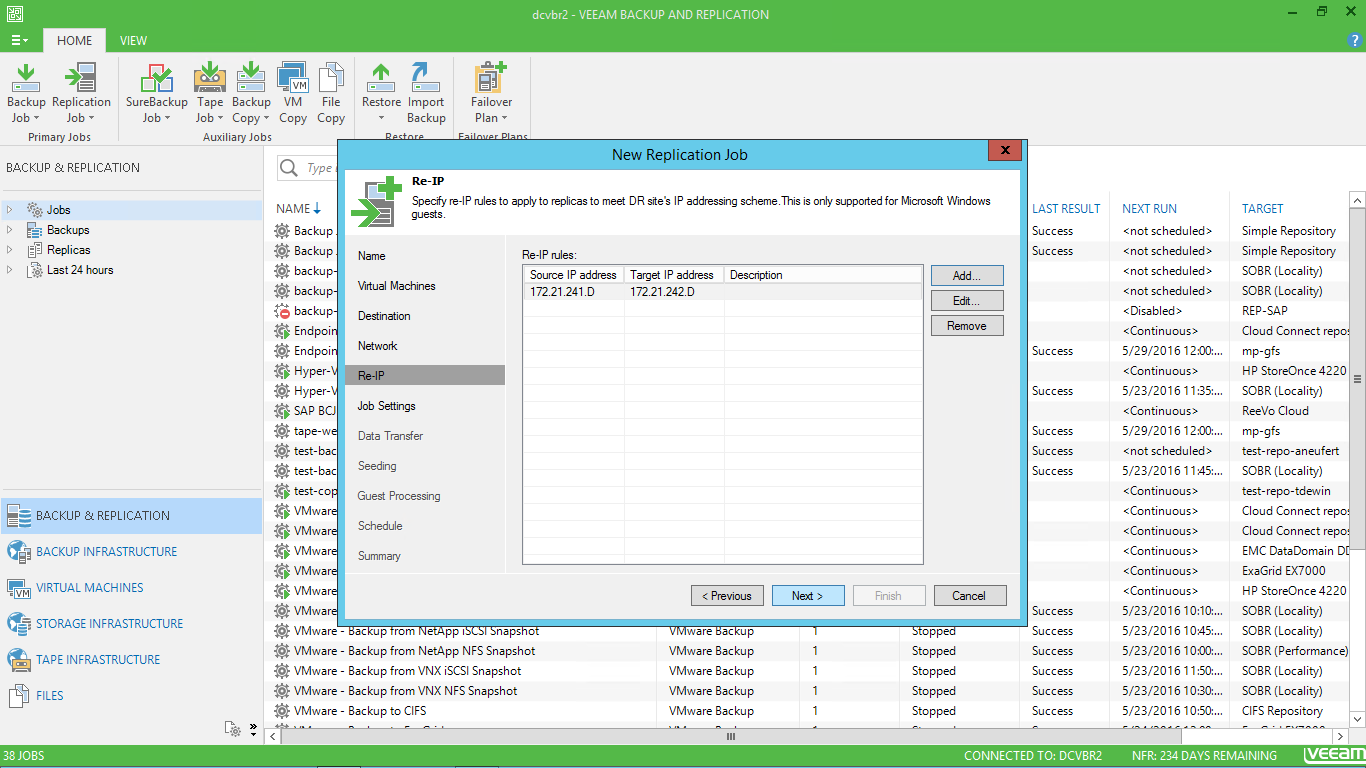 dcvbr2 - VEEAM BACKUP AND REPLICATION
HOME VIEW
Backup Job Replication Job SureBackup Job Tape Job Backup Copy VM Copy File Copy Restore Import Backup Failover Plan
Primary Jobs Auxiliary Jobs Restore Failover Plans
BACKUP & REPLICATION
Jobs
Backups
Replicas
Last 24 hours
BACKUP & REPLICATION
BACKUP INFRASTRUCTURE
VIRTUAL MACHINES
STORAGE INFRASTRUCTURE
TAPE INFRASTRUCTURE
FILES
New Replication Job
Re-IP
Specify re-IP rules to apply to replicas to meet DR site's IP addressing scheme.This is only supported for Microsoft Windows
guests.
Name
Virtual Machines
Destination
Network
Re-IP
Job Settings
Data Transfer
Seeding
Guest Processing
Schedule
Summary
Re-IP rules:
Source IP address Target IP address Description
172.21.241.D 172.21.242.D
Add...
Edit...
Remove
< Previous Next > Finish Cancel
NAME LAST RESULT NEXT RUN TARGET
Backup Success <not scheduled> Simple Repository
Backup Success <not scheduled> Simple Repository
backup- <not scheduled> SOBR (Locality)
backup- <not scheduled> SOBR (Locality)
backup- <Disabled> REP-SAP
Endpoin <Continuous> Cloud Connect repos
Endpoin Success 5/29/2016 12:00:... mp-gfs
Hyper-V <Continuous> HP StoreOnce 4220
Hyper-V Success 5/23/2016 11:35:... SOBR (Locality)
SAP BCJ <Continuous> ReeVo Cloud
tape-we Success 5/29/2016 12:00:... mp-gfs
test-bac Success <not scheduled> test-repo-aneufert
test-bac Success 5/23/2016 11:45:... SOBR (Locality)
test-cop <Continuous> test-repo-tdewin
VMware <Continuous> Cloud Connect repos
VMware <Continuous> Cloud Connect repos
VMware <Continuous> EMC DataDomain DD
VMware <Continuous> ExaGrid EX7000
VMware <Continuous> HP StoreOnce 4220
VMware Success 5/23/2016 10:10:... SOBR (Locality)
VMware - Backup from NetApp iSCSI Snapshot VMware Backup 1 Stopped Success 5/23/2016 10:45:... SOBR (Locality)
VMware - Backup from NetApp NFS Snapshot VMware Backup 1 Stopped Success 5/23/2016 10:00:... SOBR (Performance)
VMware - Backup from VNX iSCSI Snapshot VMware Backup 1 Stopped Success 5/23/2016 11:50:... SOBR (Locality)
VMware - Backup from VNX NFS Snapshot VMware Backup 1 Stopped Success 5/23/2016 10:30:... SOBR (Locality)
VMware - Backup to CIFS VMware Backup 1 Stopped Success 5/23/2016 10:50:... CIFS Repository
38 JOBS CONNECTED TO: DCVBR2 NFR: 234 DAYS REMAINING veeam